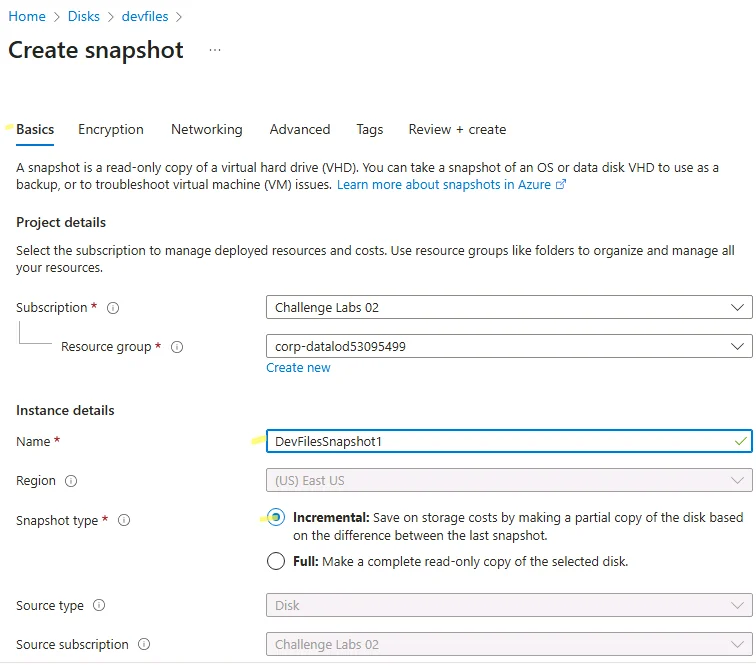 Home > Disks > devfiles >
Create snapshot ...
Basics Encryption Networking Advanced Tags Review + create
A snapshot is a read-only copy of a virtual hard drive (VHD). You can take a snapshot of an OS or data disk VHD to use as a
backup, or to troubleshoot virtual machine (VM) issues. Learn more about snapshots in Azure
Project details
Select the subscription to manage deployed resources and costs. Use resource groups like folders to organize and manage all
your resources.
Subscription * Challenge Labs 02
Resource group * corp-datalod53095499
Create new
Instance details
Name * DevFilesSnapshot1
Region (US) East US
Snapshot type * Incremental: Save on storage costs by making a partial copy of the disk based
on the difference between the last snapshot.
Full: Make a complete read-only copy of the selected disk.
Source type Disk
Source subscription Challenge Labs 02